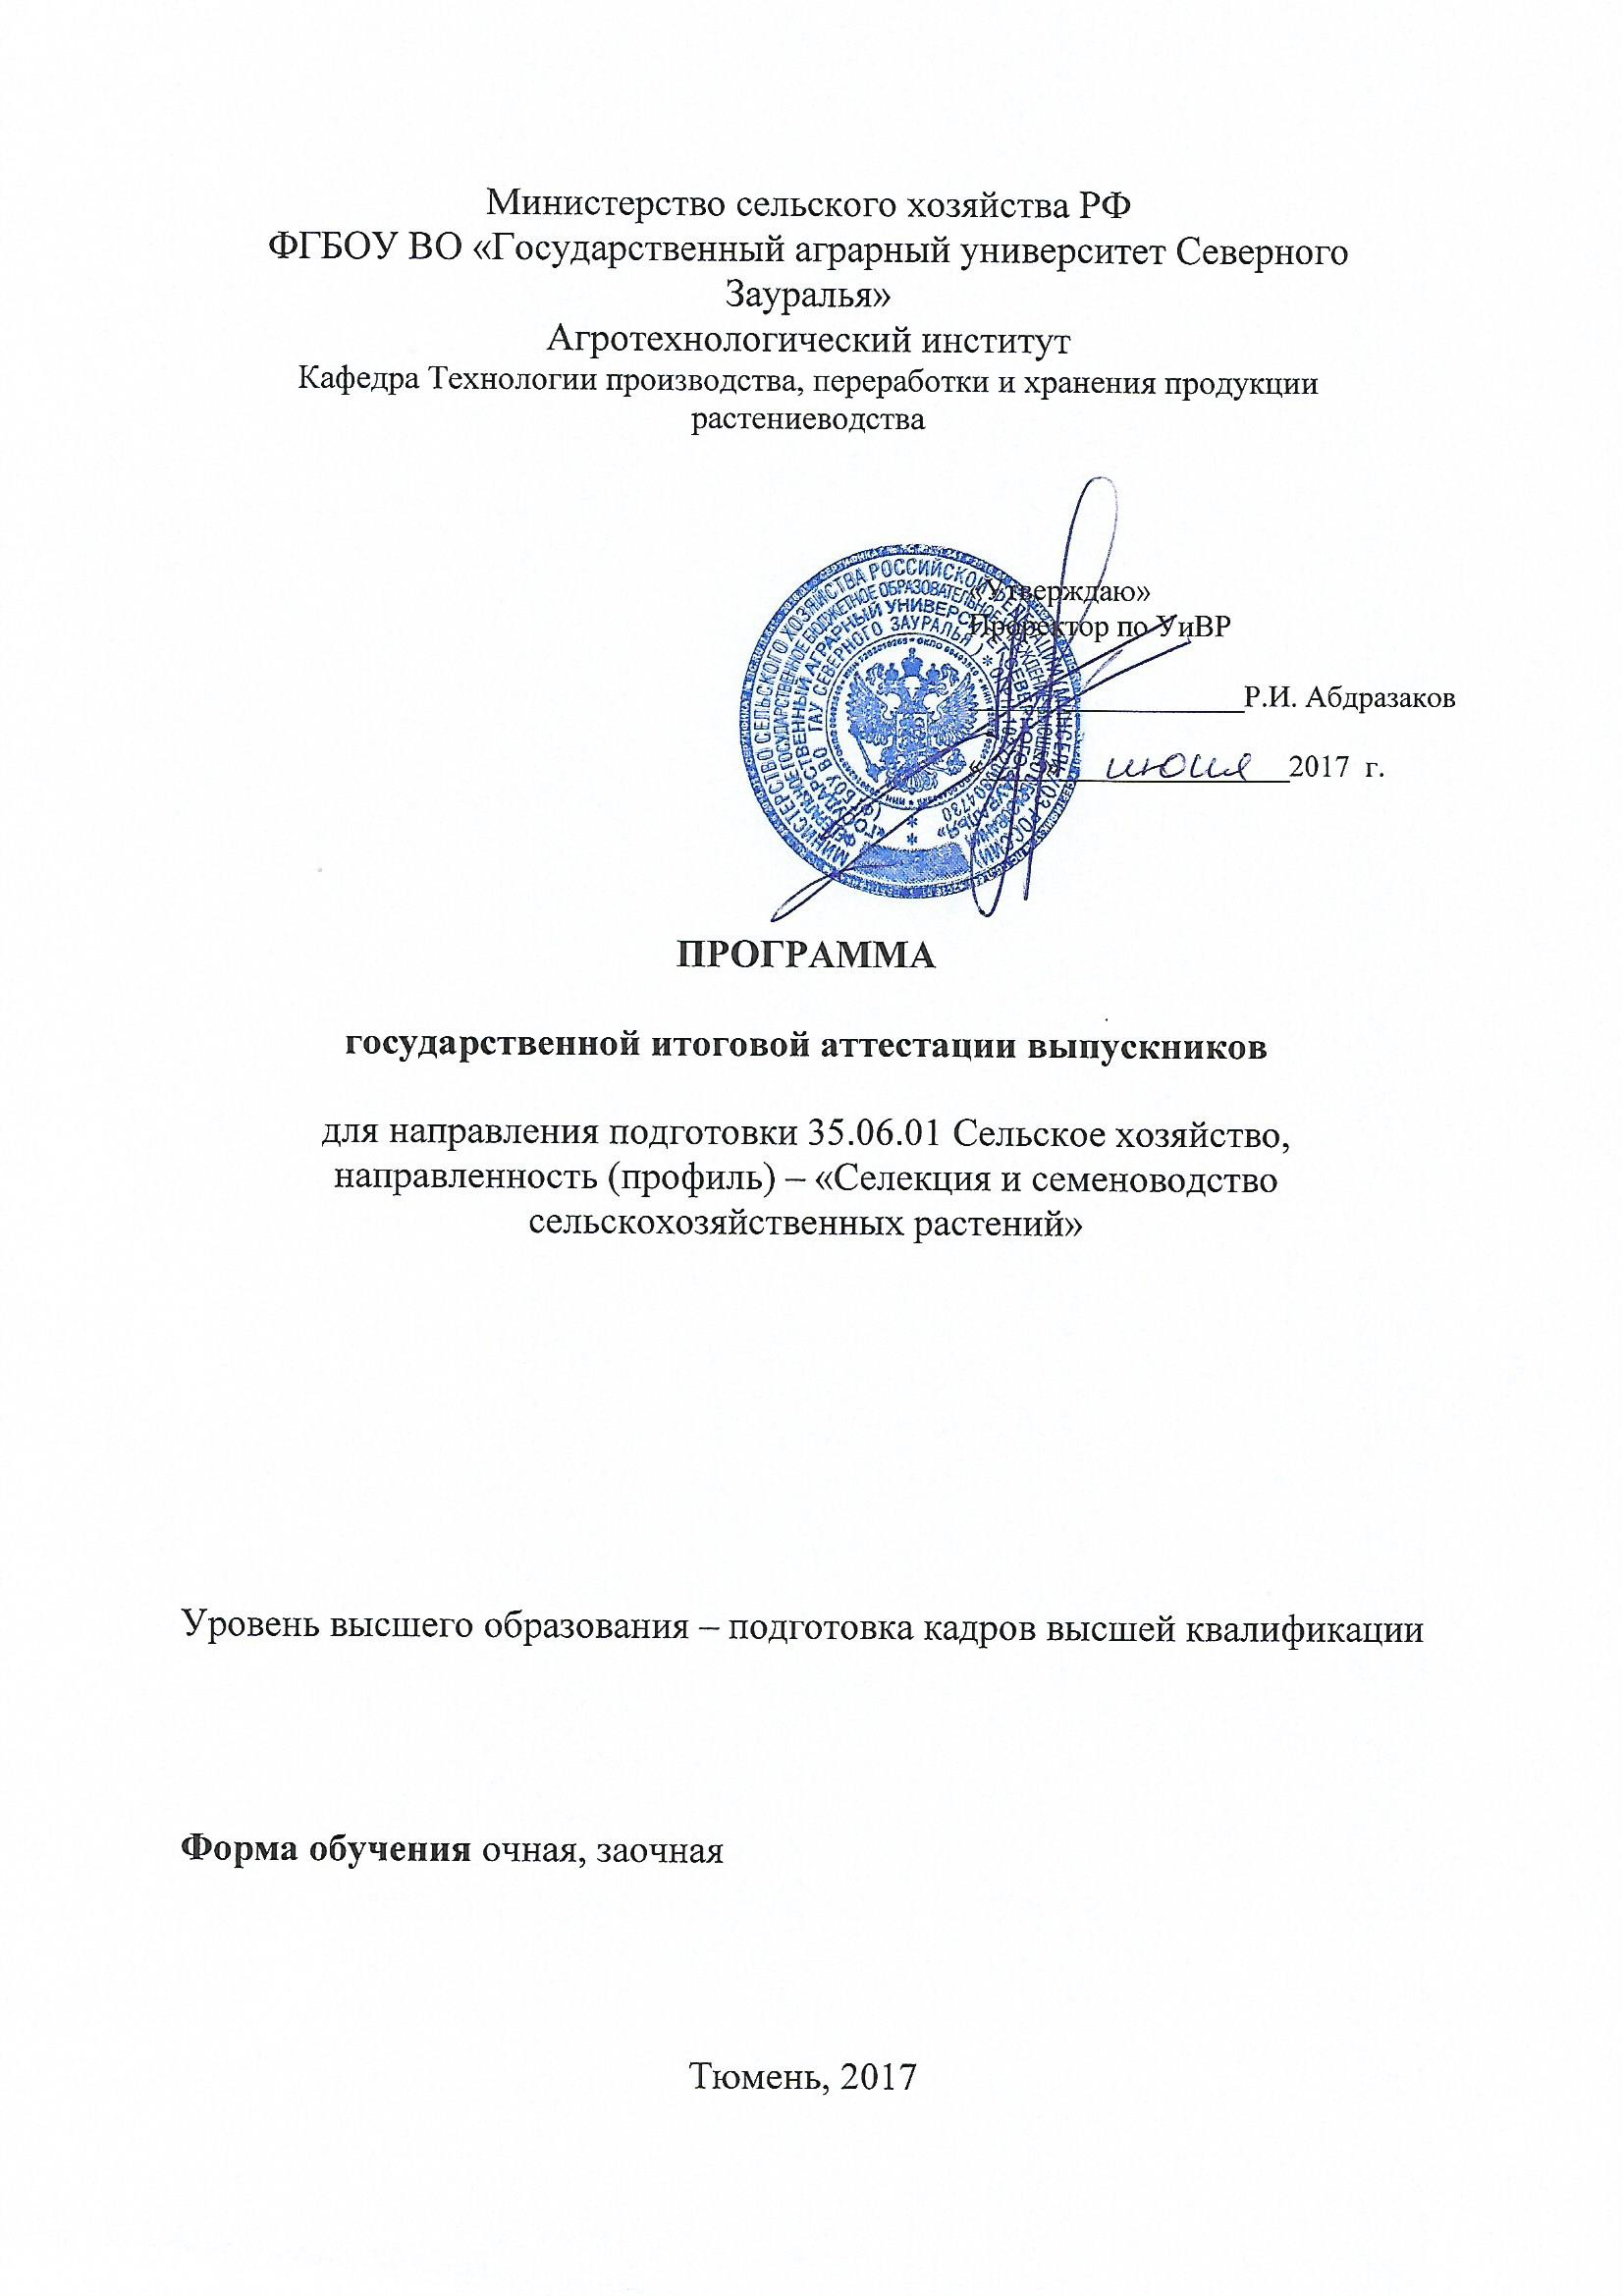 Министерство сельского хозяйства РФ
ФГБОУ ВО «Государственный аграрный университет Северного
Зауралья»
Агротехнологический институт
Кафедра Технологии производства, переработки и хранения продукции
растениеводства
«Утверждаю»
Проректор по УиВР
Р.И. Абдразаков
июня 2017 г.
ПРОГРАММА
государственной итоговой аттестации выпускников
для направления подготовки 35.06.01 Сельское хозяйство,
направленность (профиль) – «Селекция и семеноводство
сельскохозяйственных растений»
Уровень высшего образования – подготовка кадров высшей квалификации
Форма обучения очная, заочная
Тюмень, 2017